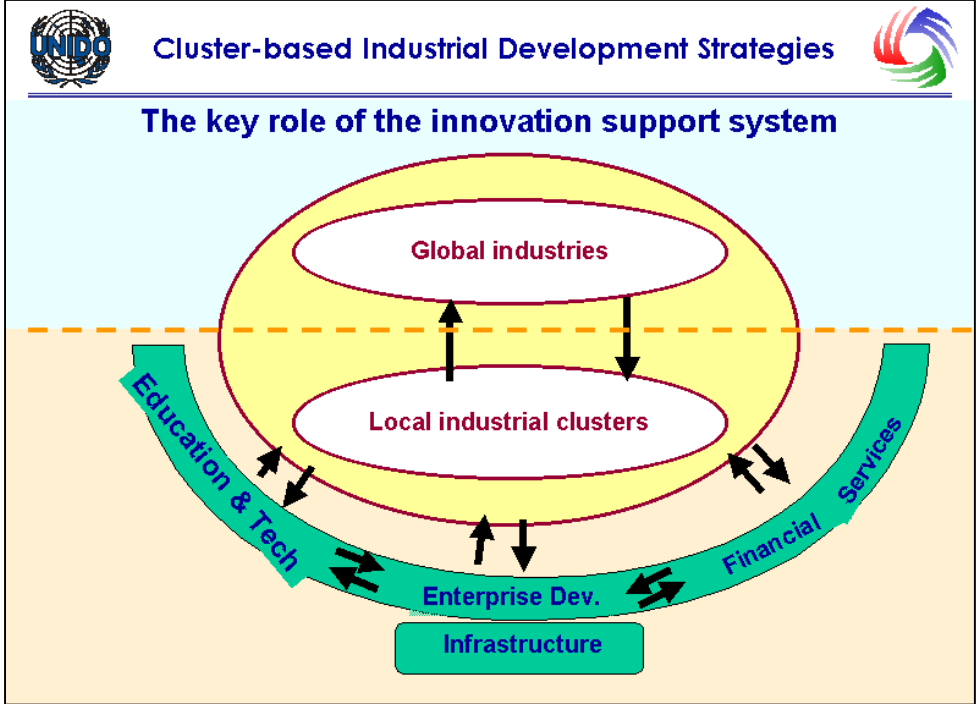 UNIDO
Cluster-based Industrial Development Strategies
The key role of the innovation support system
Global industries
Local industrial clusters
Education & Tech
Enterprise Dev.
Financial Services
Infrastructure